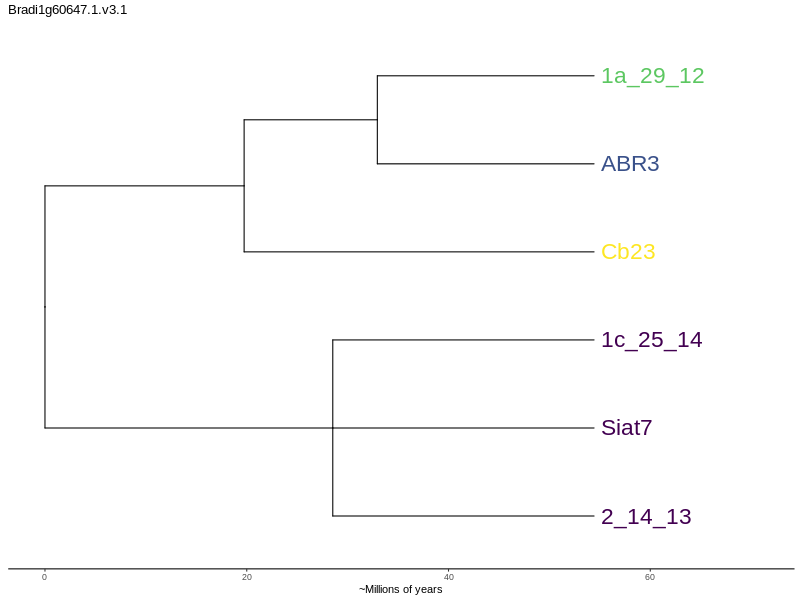 Bradi1g60647.1.v3.1
1a_29_12
ABR3
Cb23
1c_25_14
Siat7
2_14_13
0 20 40 60
~Millions of years